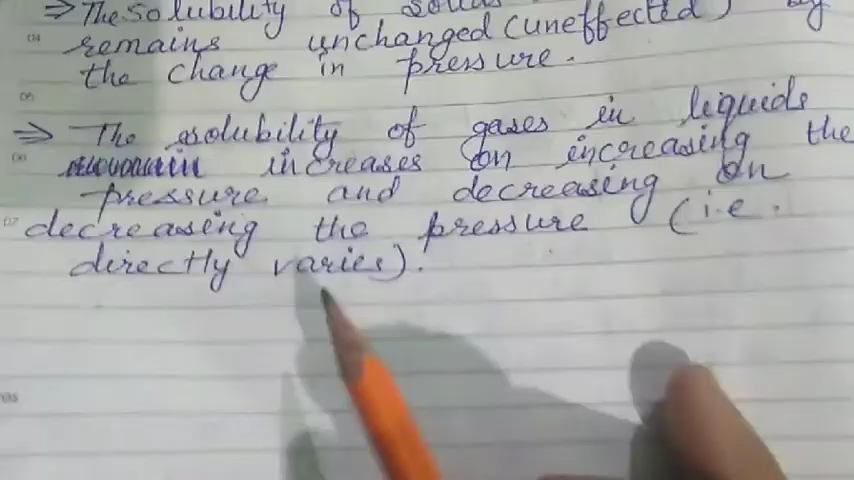 ⇒ The solubility of solids
remains unchanged (uneffected) by
the change in pressure.
⇒ The solubility of gases in liquids
increases on increasing the
pressure and decreasing on
decreasing the pressure (i.e.
directly varies).